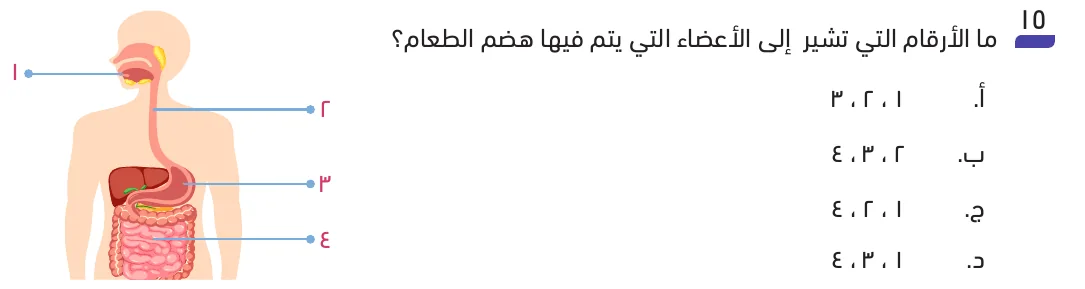 ١٥
ما الأرقام التي تشير إلى الأعضاء التي يتم فيها هضم الطعام؟
أ. ١ ، ٢ ، ٣
ب. ٢ ، ٣ ، ٤
ج. ١ ، ٢ ، ٤
د. ١ ، ٣ ، ٤
١
٢
٣
٤